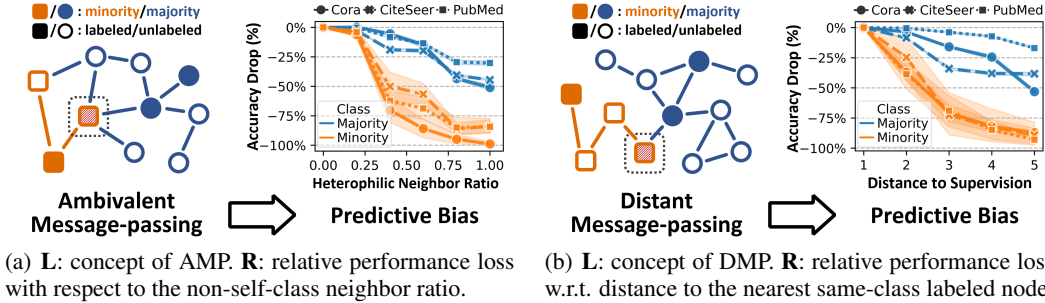 ■/● : minority/majority
■/○ : labeled/unlabeled
Ambivalent
Message-passing
Cora CiteSeer PubMed
Accuracy Drop (%)
0%
−25%
−50%
−75%
−100%
Class
Majority
Minority
0.00 0.25 0.50 0.75 1.00
Heterophilic Neighbor Ratio
Predictive Bias
(a) L: concept of AMP. R: relative performance loss
with respect to the non-self-class neighbor ratio.
■/● : minority/majority
■/○ : labeled/unlabeled
Distant
Message-passing
Cora CiteSeer PubMed
Accuracy Drop (%)
0%
−25%
−50%
−75%
−100%
Class
Majority
Minority
1 2 3 4 5
Distance to Supervision
Predictive Bias
(b) L: concept of DMP. R: relative performance los
w.r.t. distance to the nearest same-class labeled node